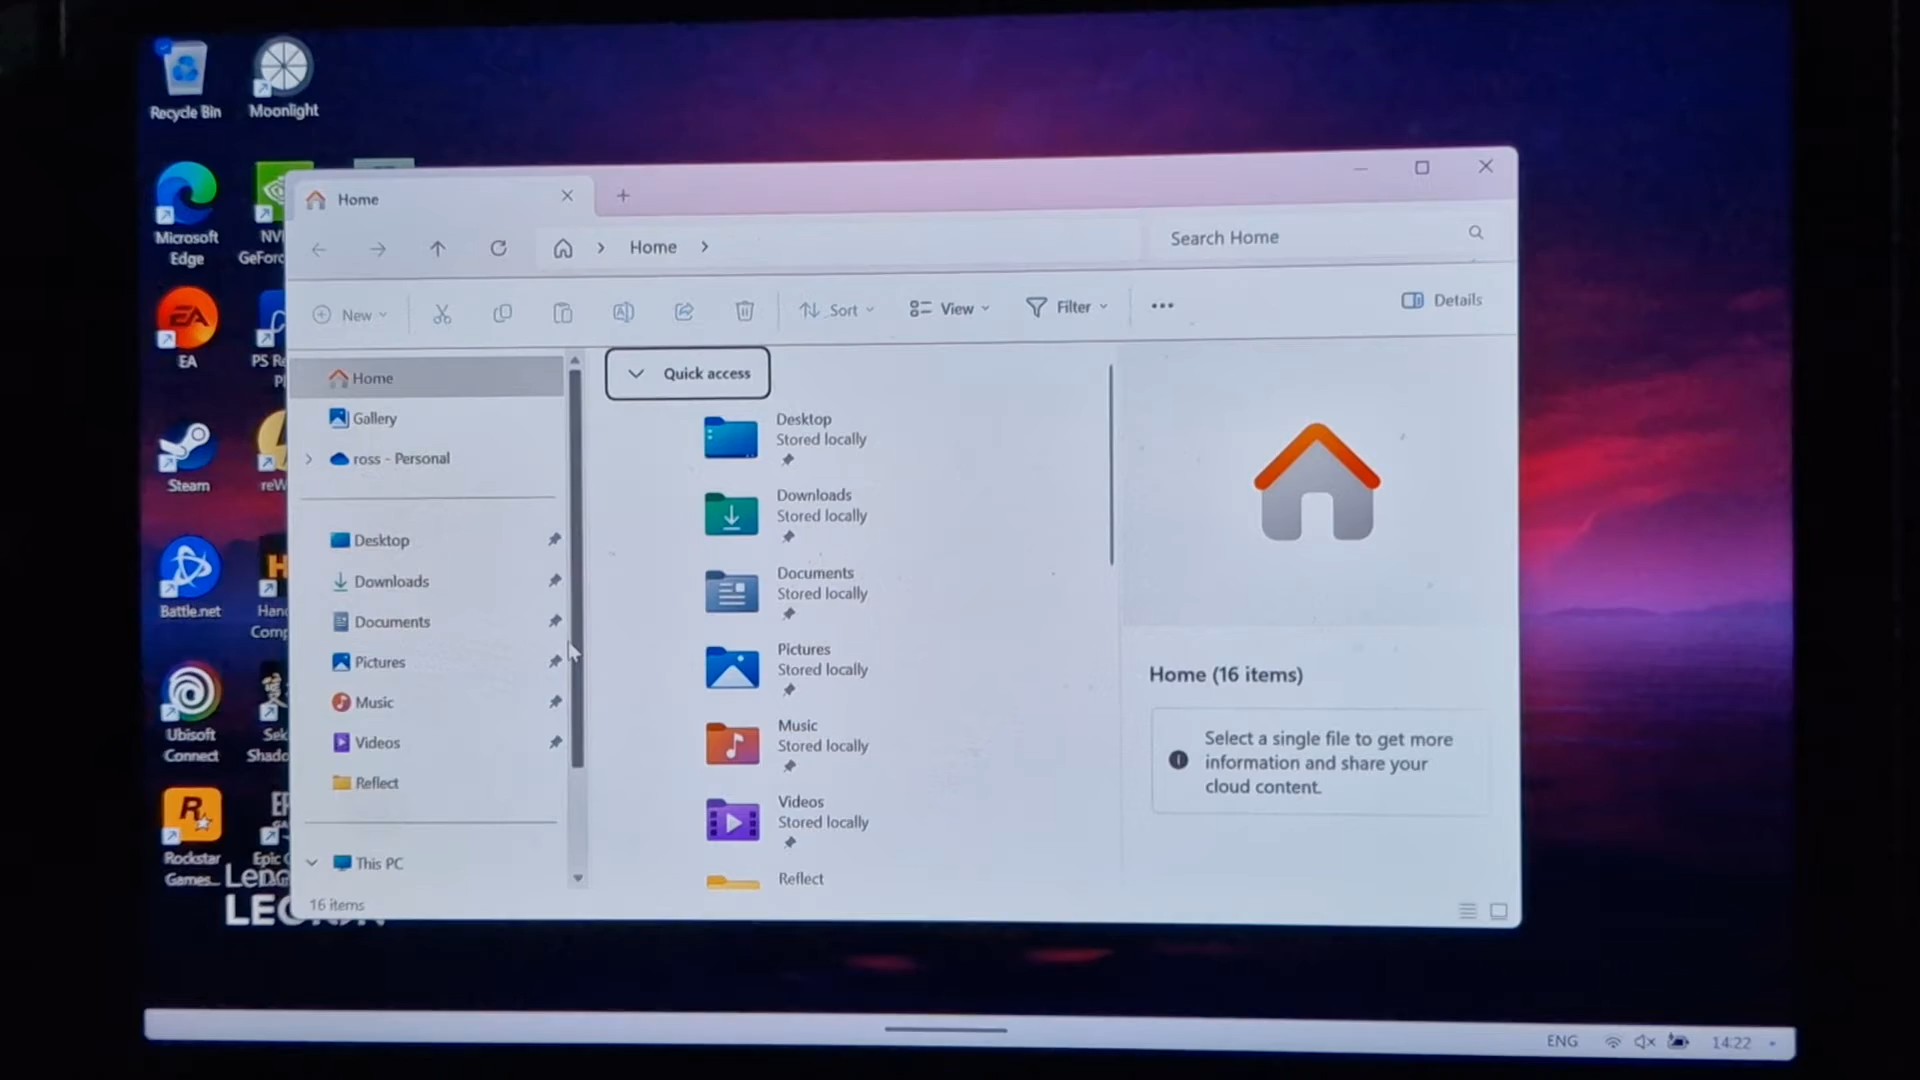 Recycle Bin
Moonlight
Microsoft
Edge
NVI
GeForc
EA
EA
PS Re
Pl
Steam
reW
Battle.net
Hand
Comp
Ubisoft
Connect
Sek
Shado
R
Rockstar
Games...
Epic G
Home
Home
Search Home
New
Sort
View
Filter
Details
Home
Gallery
ross - Personal
Desktop
Downloads
Documents
Pictures
Music
Videos
Reflect
This PC
16 items
Quick access
Desktop
Stored locally
Downloads
Stored locally
Documents
Stored locally
Pictures
Stored locally
Music
Stored locally
Videos
Stored locally
Reflect
Home (16 items)
Select a single file to get more
information and share your
cloud content.
ENG
14:22